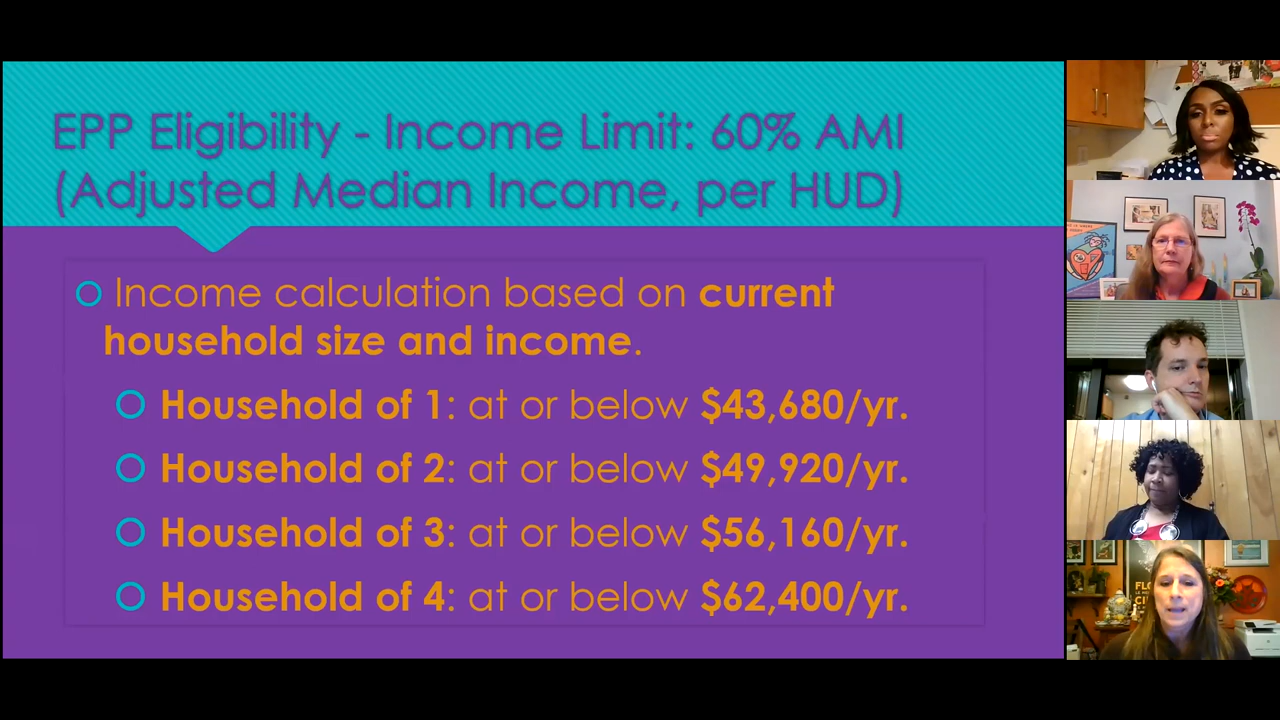 EPP Eligibility - Income Limit: 60% AMI
(Adjusted Median Income, per HUD)
Income calculation based on current
household size and income.
Household of 1: at or below $43,680/yr.
Household of 2: at or below $49,920/yr.
Household of 3: at or below $56,160/yr.
Household of 4: at or below $62,400/yr.